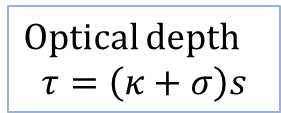 Optical depth
τ = (κ + σ)s